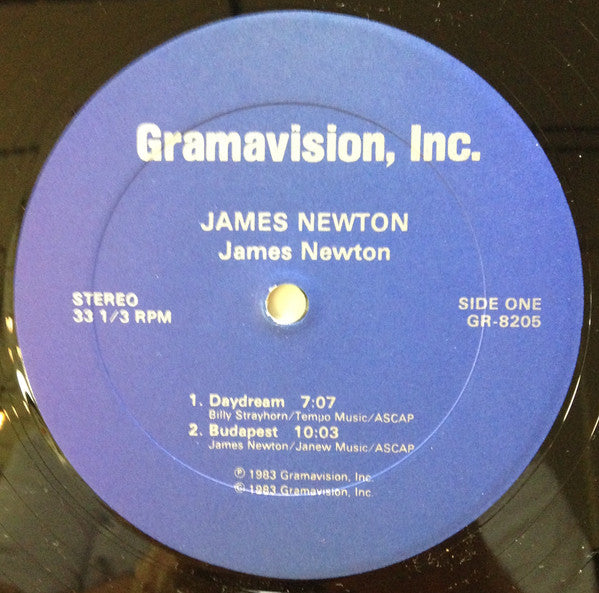 Gramavision, Inc.
JAMES NEWTON
James Newton
STEREO
33 1/3 RPM
SIDE ONE
GR-8205
1. Daydream 7:07
Billy Strayhorn/Tempo Music/ASCAP
2. Budapest 10:03
James Newton/Janew Music/ASCAP
℗ 1983 Gramavision, Inc.
© 1983 Gramavision, Inc.